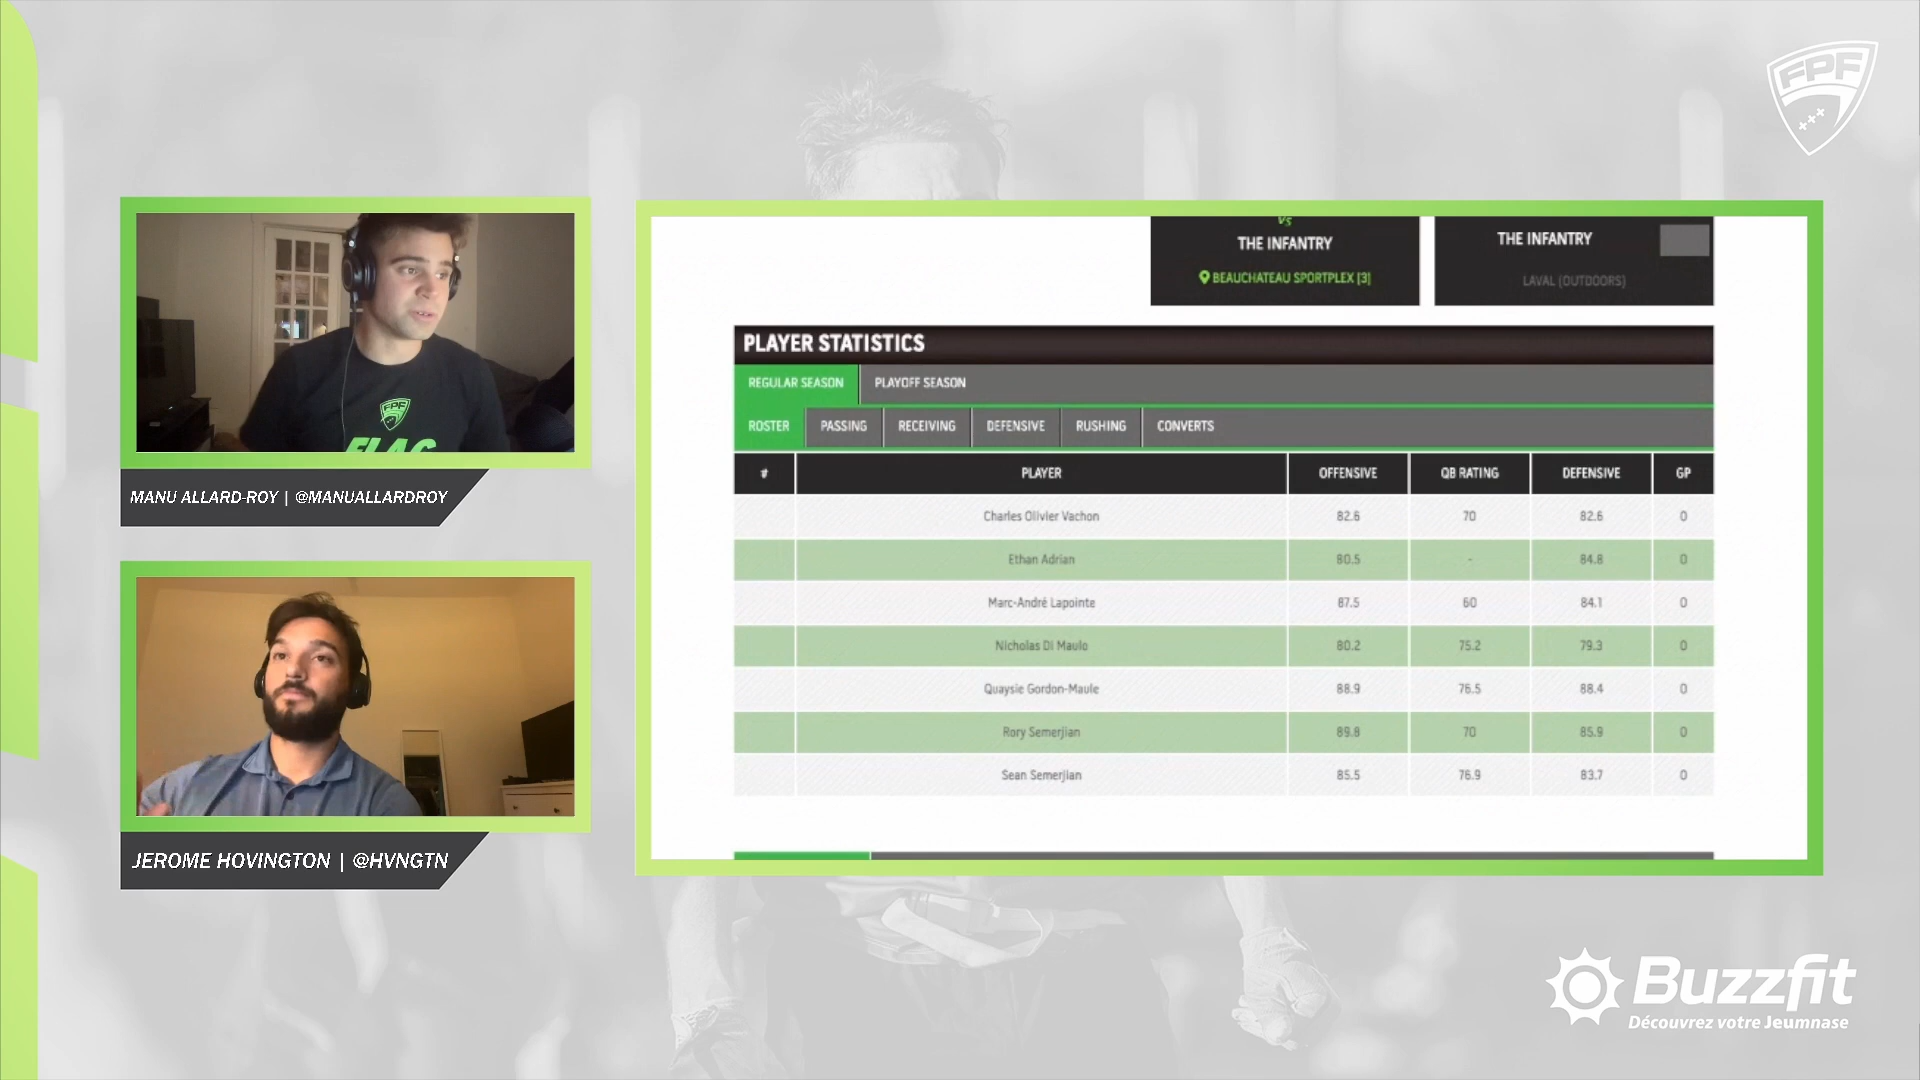 FPF
FPF
FLAG
MANU ALLARD-ROY | @MANUALLARDROY
JEROME HOVINGTON | @HVNGTN
VS
THE INFANTRY
BEAUCHATEAU SPORTPLEX [3]
THE INFANTRY
LAVAL (OUTDOORS)
PLAYER STATISTICS
REGULAR SEASON PLAYOFF SEASON
ROSTER PASSING RECEIVING DEFENSIVE RUSHING CONVERTS
# PLAYER OFFENSIVE QB RATING DEFENSIVE GP
Charles Olivier Vachon 82.6 70 82.6 0
Ethan Adrian 80.5 - 84.8 0
Marc-André Lapointe 87.5 60 84.1 0
Nicholas Di Maulo 80.2 75.2 79.3 0
Quaysie Gordon-Maule 88.9 76.5 88.4 0
Rory Semerjian 89.8 70 85.9 0
Sean Semerjian 85.5 76.9 83.7 0
Buzzfit
Découvrez votre Jeumnase